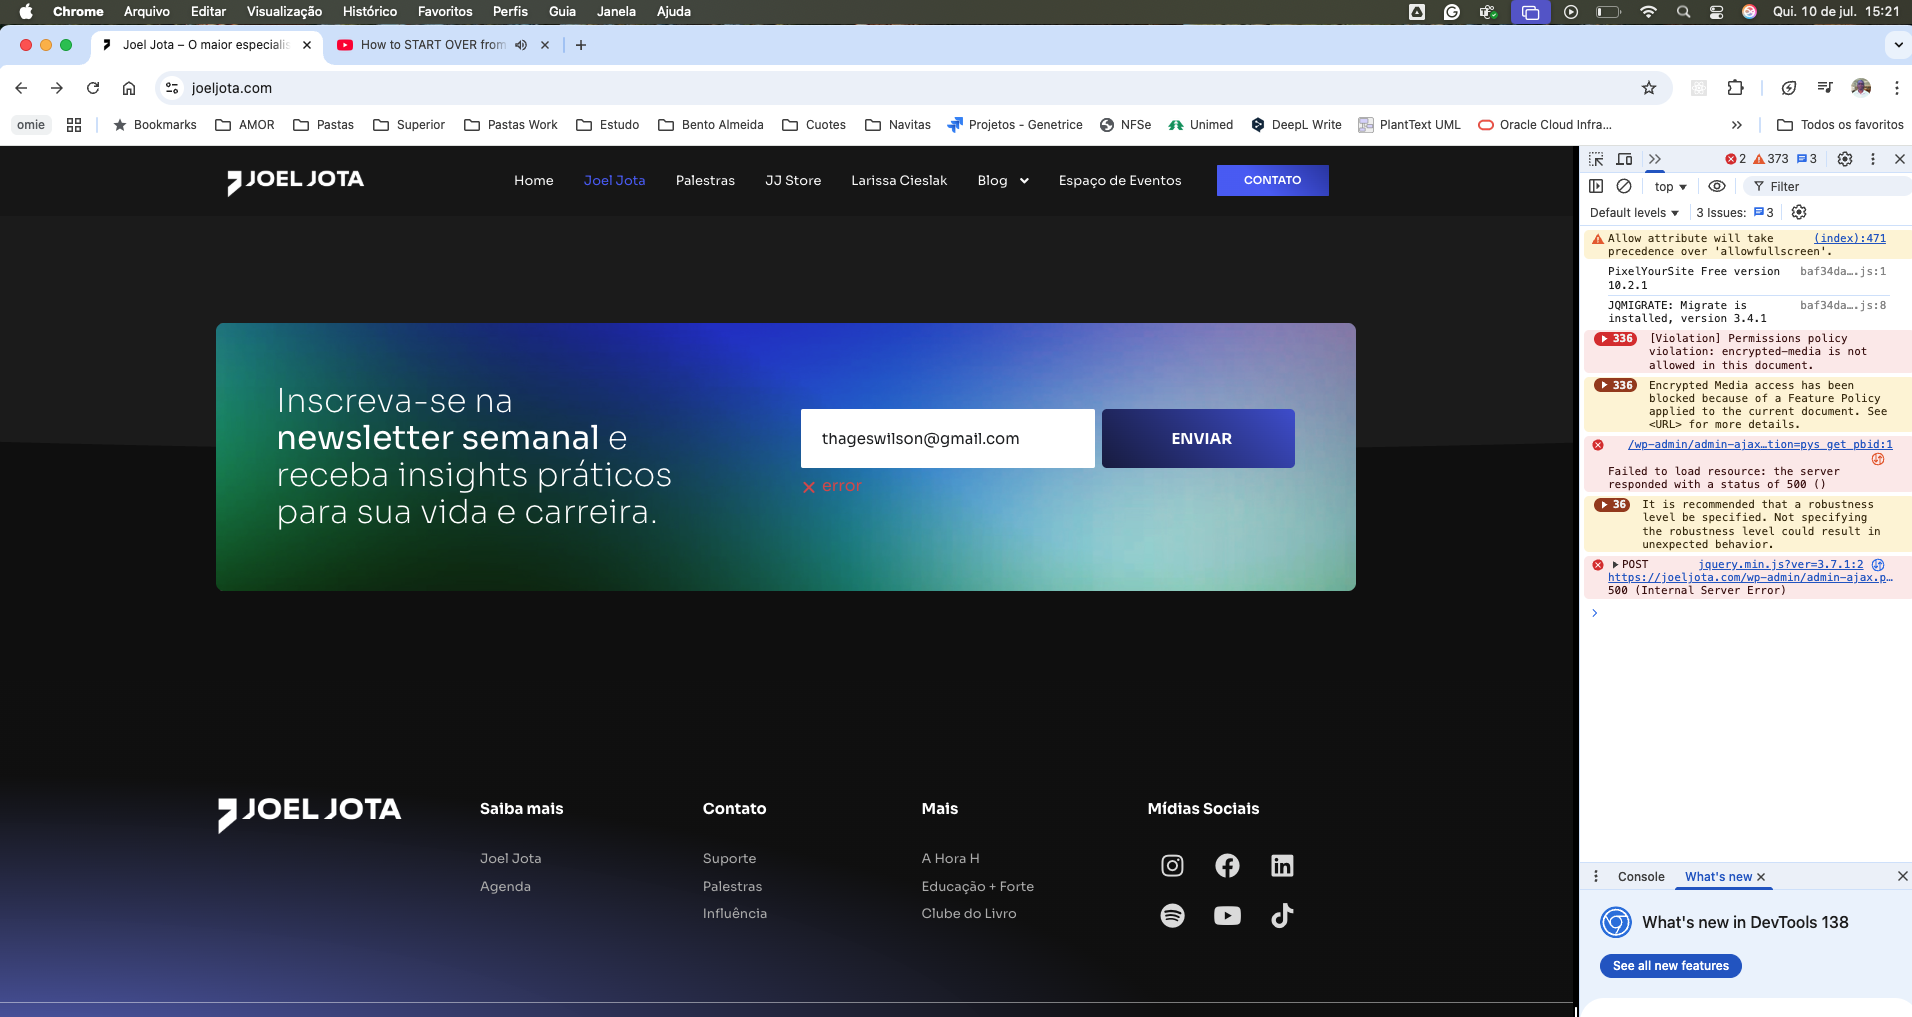 Chrome Arquivo Editar Visualização Histórico Favoritos Perfis Guia Janela Ajuda Qui. 10 de jul. 15:21
Joel Jota – O maior especialis How to START OVER from
joeljota.com
omie Bookmarks AMOR Pastas Superior Pastas Work Estudo Bento Almeida Cuotes Navitas Projetos - Genetrice NFSe Unimed DeepL Write PlantText UML Oracle Cloud Infra... Todos os favoritos
JOEL JOTA Home Joel Jota Palestras JJ Store Larissa Cieslak Blog Espaço de Eventos CONTATO
Inscreva-se na
newsletter semanal e
receba insights práticos
para sua vida e carreira.
thageswilson@gmail.com ENVIAR
error
JOEL JOTA
Saiba mais
Joel Jota
Agenda
Contato
Suporte
Palestras
Influência
Mais
A Hora H
Educação + Forte
Clube do Livro
Mídias Sociais
2 373 3
top Filter
Default levels 3 Issues: 3
Allow attribute will take (index):471
precedence over 'allowfullscreen'.
PixelYourSite Free version baf34da….js:1
10.2.1
JQMIGRATE: Migrate is baf34da….js:8
installed, version 3.4.1
336 [Violation] Permissions policy
violation: encrypted-media is not
allowed in this document.
336 Encrypted Media access has been
blocked because of a Feature Policy
applied to the current document. See
<URL> for more details.
/wp-admin/admin-ajax…tion=pys_get_pbid:1
Failed to load resource: the server
responded with a status of 500 ()
36 It is recommended that a robustness
level be specified. Not specifying
the robustness level could result in
unexpected behavior.
POST jquery.min.js?ver=3.7.1:2
https://joeljota.com/wp-admin/admin-ajax.p…
500 (Internal Server Error)
Console What's new
What's new in DevTools 138
See all new features